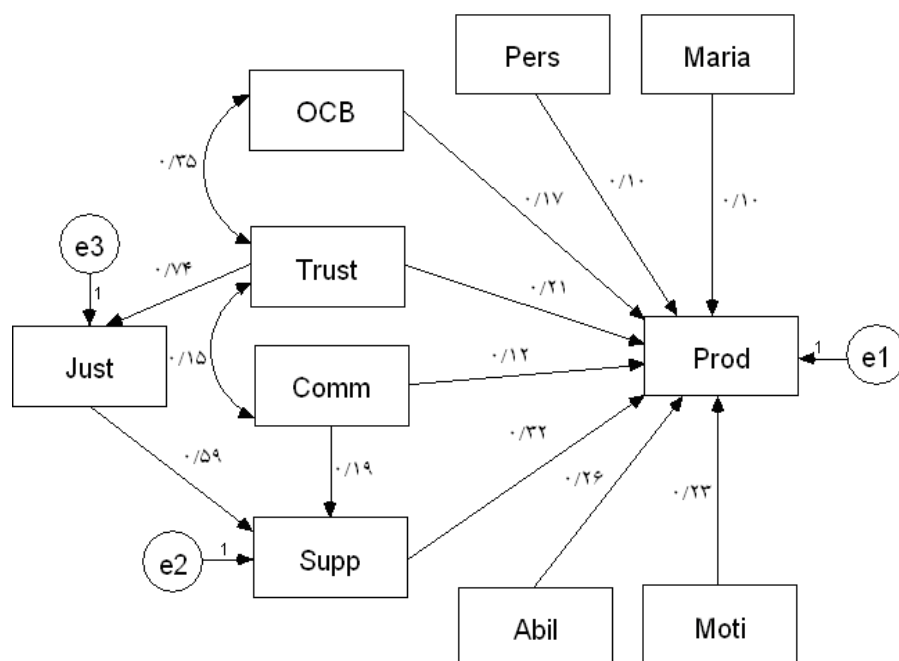 Pers
Maria
OCB
۰/۳۵
۰/۱۷
۰/۱۰
۰/۱۰
e3
1
۰/۷۴
Trust
۰/۲۱
Just
۰/۱۵
Comm
۰/۱۲
Prod
1
e1
۰/۵۹
۰/۱۹
۰/۳۲
۰/۲۶
۰/۲۳
e2
1
Supp
Abil
Moti